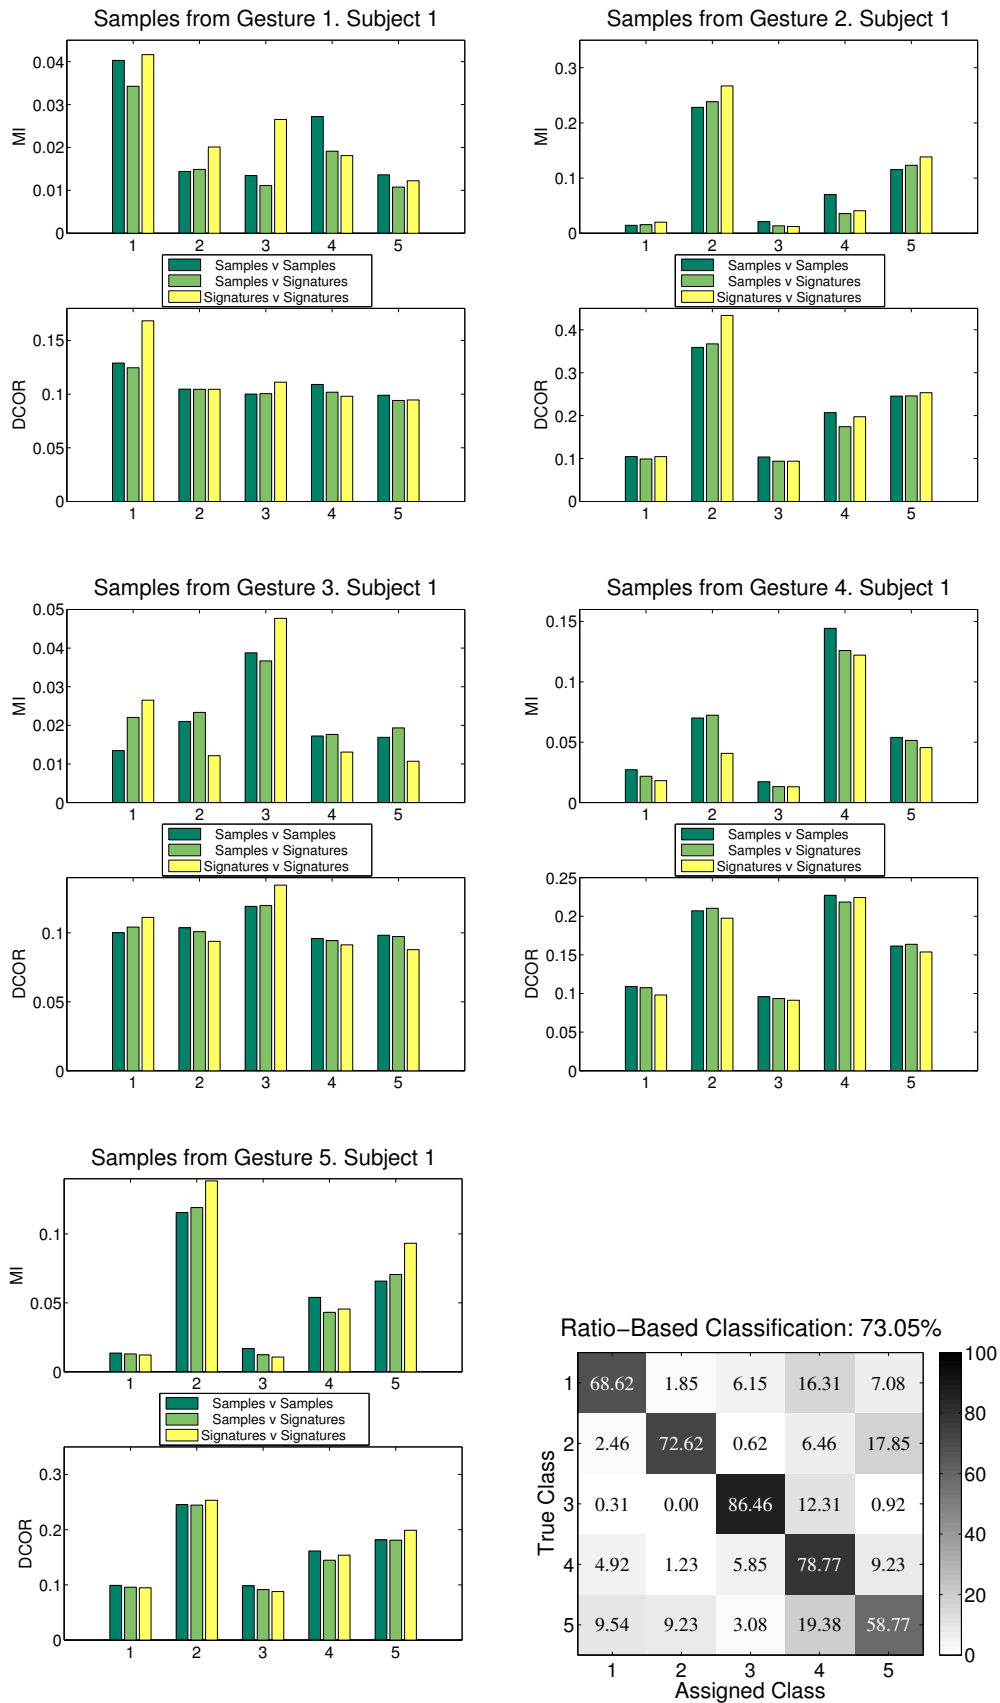 Samples from Gesture 1. Subject 1
0.04
0.03
0.02
0.01
0
MI
1 2 3 4 5
Samples v Samples
Samples v Signatures
Signatures v Signatures
0.15
0.1
0.05
0
DCOR
1 2 3 4 5
Samples from Gesture 2. Subject 1
0.3
0.2
0.1
0
MI
1 2 3 4 5
Samples v Samples
Samples v Signatures
Signatures v Signatures
0.4
0.3
0.2
0.1
0
DCOR
1 2 3 4 5
Samples from Gesture 3. Subject 1
0.05
0.04
0.03
0.02
0.01
0
MI
1 2 3 4 5
Samples v Samples
Samples v Signatures
Signatures v Signatures
0.1
0.05
0
DCOR
1 2 3 4 5
Samples from Gesture 4. Subject 1
0.15
0.1
0.05
0
MI
1 2 3 4 5
Samples v Samples
Samples v Signatures
Signatures v Signatures
0.25
0.2
0.15
0.1
0.05
0
DCOR
1 2 3 4 5
Samples from Gesture 5. Subject 1
0.1
0.05
0
MI
1 2 3 4 5
Samples v Samples
Samples v Signatures
Signatures v Signatures
0.3
0.2
0.1
0
DCOR
1 2 3 4 5
Ratio−Based Classification: 73.05%
1 68.62 1.85 6.15 16.31 7.08
2 2.46 72.62 0.62 6.46 17.85
3 0.31 0.00 86.46 12.31 0.92
4 4.92 1.23 5.85 78.77 9.23
5 9.54 9.23 3.08 19.38 58.77
True Class
1 2 3 4 5
Assigned Class
100
80
60
40
20
0